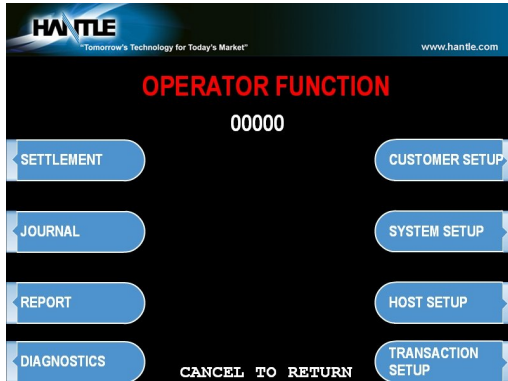 HANTLE
"Tomorrow's Technology for Today's Market"
www.hantle.com
OPERATOR FUNCTION
00000
SETTLEMENT
CUSTOMER SETUP
JOURNAL
SYSTEM SETUP
REPORT
HOST SETUP
DIAGNOSTICS
TRANSACTION
SETUP
CANCEL TO RETURN